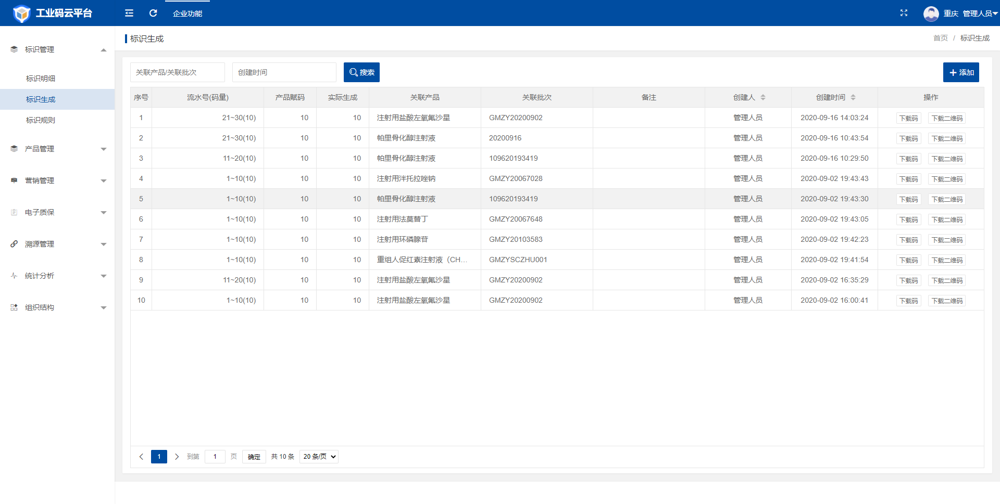 工业码云平台
企业功能
重庆 管理人员
标识管理
标识明细
标识生成
标识规则
产品管理
营销管理
电子质保
溯源管理
统计分析
组织结构
标识生成
首页 / 标识生成
关联产品/关联批次 创建时间 搜索 添加
序号 流水号(码量) 产品赋码 实际生成 关联产品 关联批次 备注 创建人 创建时间 操作
1 21~30(10) 10 10 注射用盐酸左氧氟沙星 GMZY20200902 管理人员 2020-09-16 14:03:24 下载码 下载二维码
2 21~30(10) 10 10 帕里骨化醇注射液 20200916 管理人员 2020-09-16 10:43:54 下载码 下载二维码
3 11~20(10) 10 10 帕里骨化醇注射液 109620193419 管理人员 2020-09-16 10:29:50 下载码 下载二维码
4 1~10(10) 10 10 注射用泮托拉唑钠 GMZY20067028 管理人员 2020-09-02 19:43:43 下载码 下载二维码
5 1~10(10) 10 10 帕里骨化醇注射液 109620193419 管理人员 2020-09-02 19:43:30 下载码 下载二维码
6 1~10(10) 10 10 注射用法莫替丁 GMZY20067648 管理人员 2020-09-02 19:43:05 下载码 下载二维码
7 1~10(10) 10 10 注射用环磷腺苷 GMZY20103583 管理人员 2020-09-02 19:42:23 下载码 下载二维码
8 1~10(10) 10 10 重组人促红素注射液（CH... GMZYSCZHU001 管理人员 2020-09-02 19:41:54 下载码 下载二维码
9 11~20(10) 10 10 注射用盐酸左氧氟沙星 GMZY20200902 管理人员 2020-09-02 16:35:29 下载码 下载二维码
10 1~10(10) 10 10 注射用盐酸左氧氟沙星 GMZY20200902 管理人员 2020-09-02 16:00:41 下载码 下载二维码
1 到第 1 页 确定 共 10 条 20 条/页